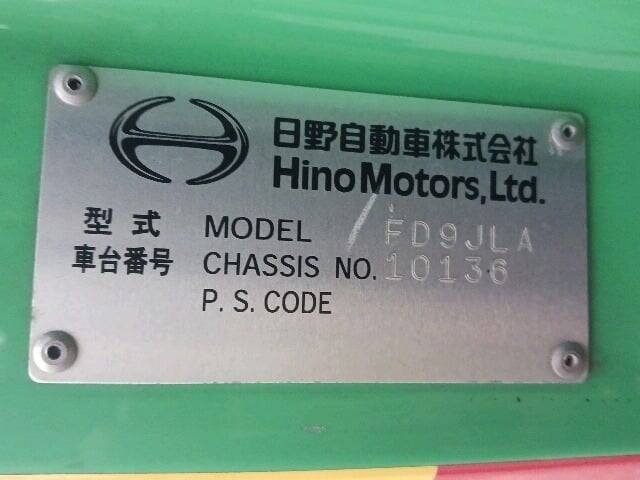 日野自動車株式会社
Hino Motors, Ltd.
型式 MODEL FD9JLA
車台番号 CHASSIS NO. 10136
P. S. CODE